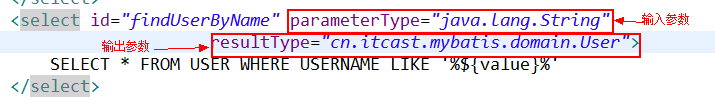 </select>
<select id="findUserByName" parameterType="java.lang.String" 输入参数
输出参数 resultType="cn.itcast.mybatis.domain.User">
SELECT * FROM USER WHERE USERNAME LIKE '%${value}%'
</select>